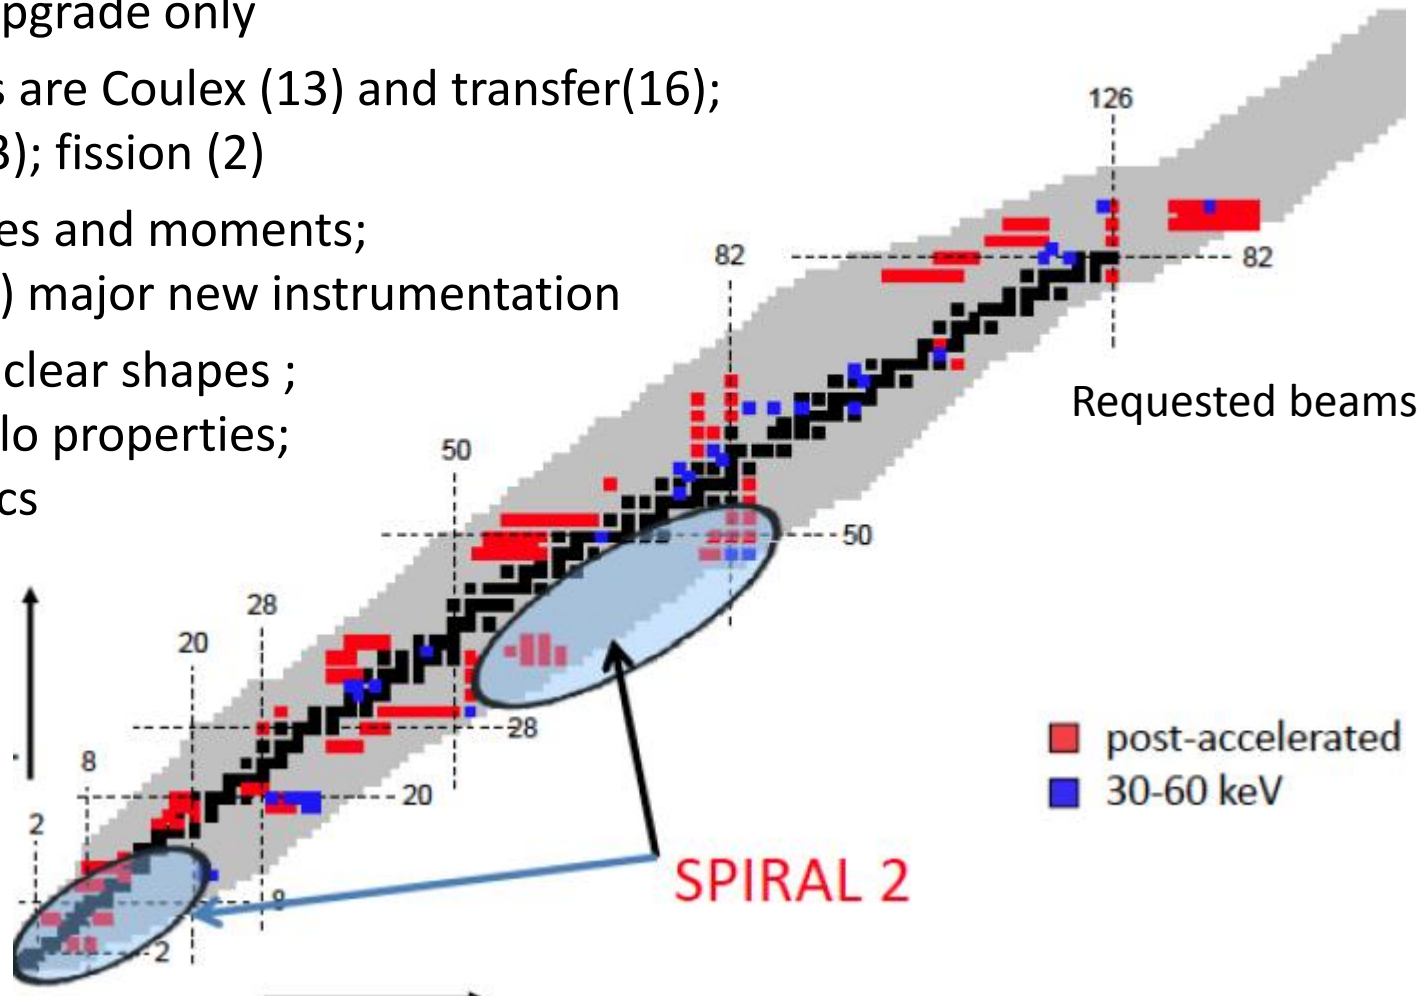 pgrade only
s are Coulex (13) and transfer(16);
3); fission (2)
es and moments;
) major new instrumentation
clear shapes ;
lo properties;
cs
126
82
82
Requested beams
50
50
28
20
28
8
20
2
8
2
post-accelerated
30-60 keV
SPIRAL 2